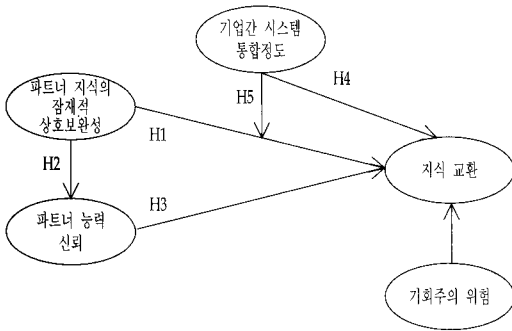 기업간 시스템
통합정도
H4
H5
파트너 지식의
잠재적
상호보완성
H1
H2
지식 교환
H3
파트너 능력
신뢰
기회주의 위험